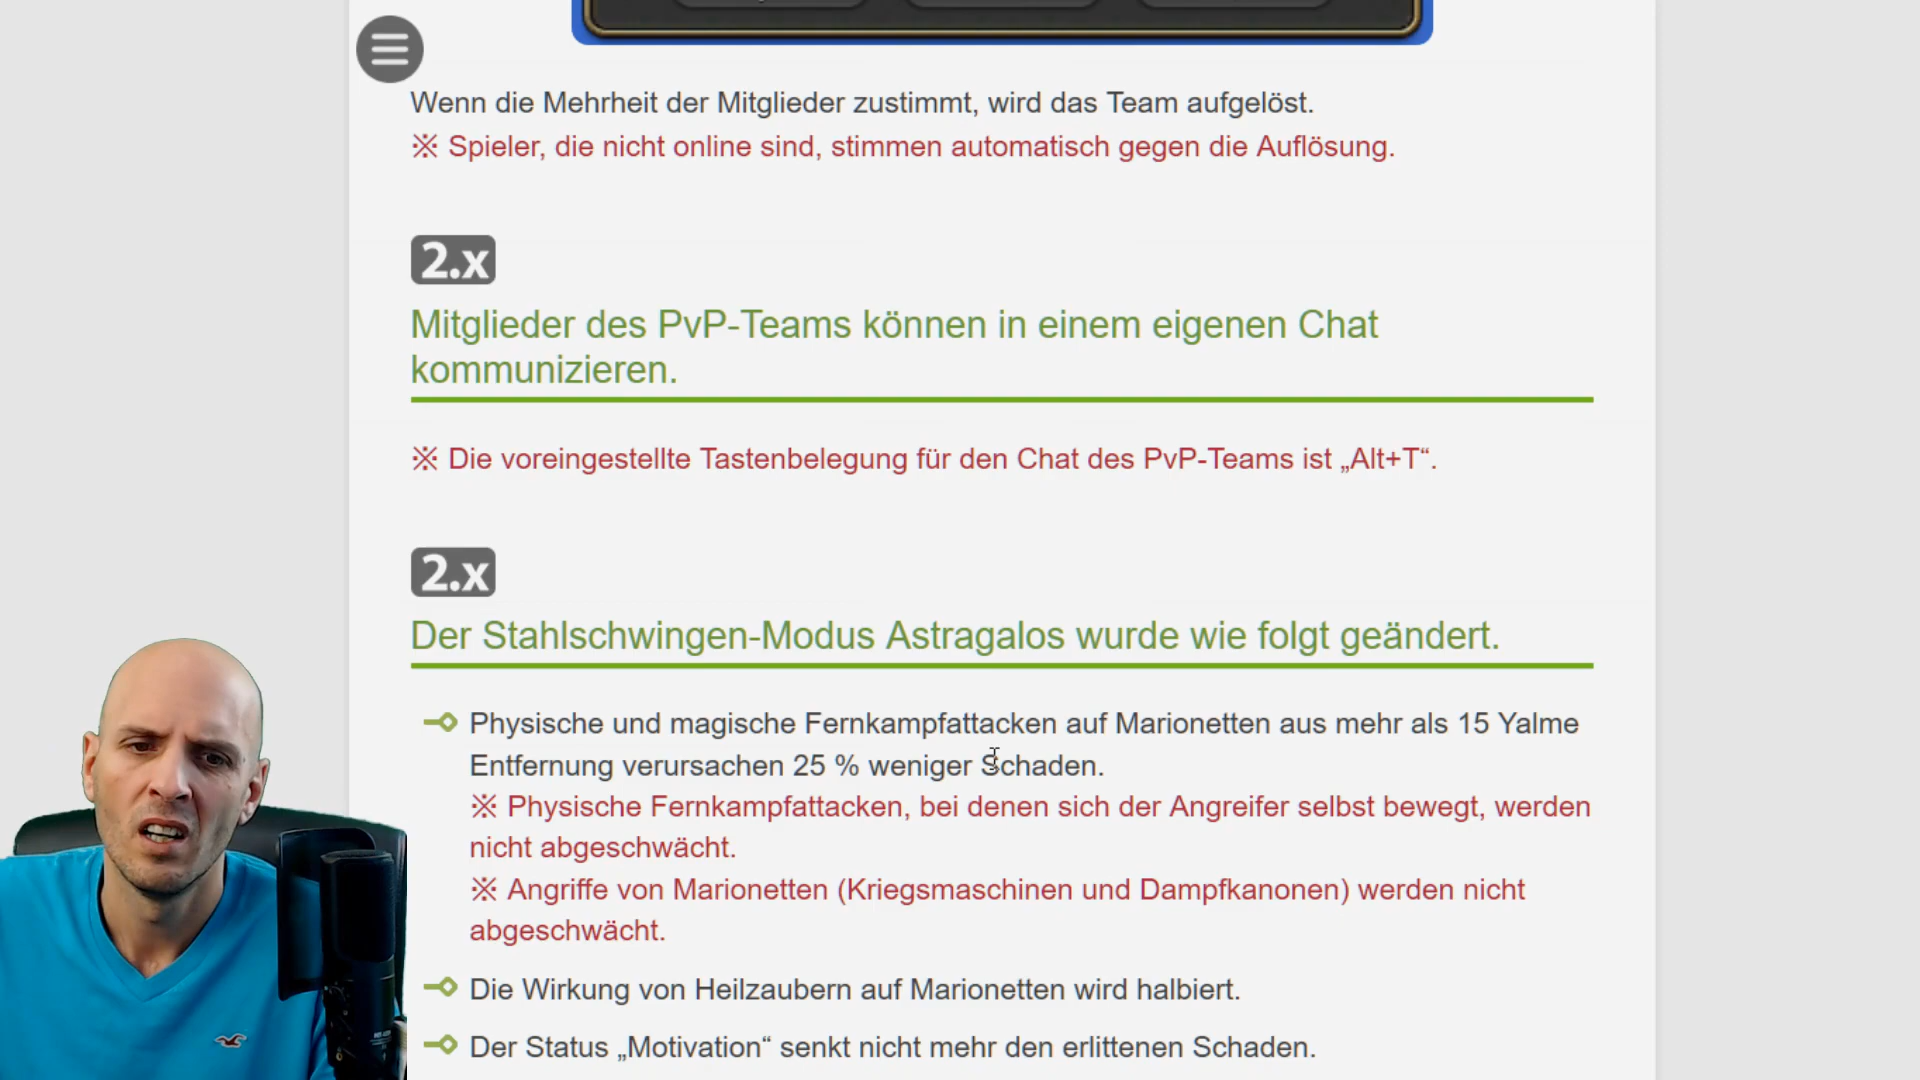 Wenn die Mehrheit der Mitglieder zustimmt, wird das Team aufgelöst.
※ Spieler, die nicht online sind, stimmen automatisch gegen die Auflösung.
2.x
Mitglieder des PvP-Teams können in einem eigenen Chat
kommunizieren.
※ Die voreingestellte Tastenbelegung für den Chat des PvP-Teams ist „Alt+T“.
2.x
Der Stahlschwingen-Modus Astragalos wurde wie folgt geändert.
Physische und magische Fernkampfattacken auf Marionetten aus mehr als 15 Yalme
Entfernung verursachen 25 % weniger Schaden.
※ Physische Fernkampfattacken, bei denen sich der Angreifer selbst bewegt, werden
nicht abgeschwächt.
※ Angriffe von Marionetten (Kriegsmaschinen und Dampfkanonen) werden nicht
abgeschwächt.
Die Wirkung von Heilzaubern auf Marionetten wird halbiert.
Der Status „Motivation“ senkt nicht mehr den erlittenen Schaden.